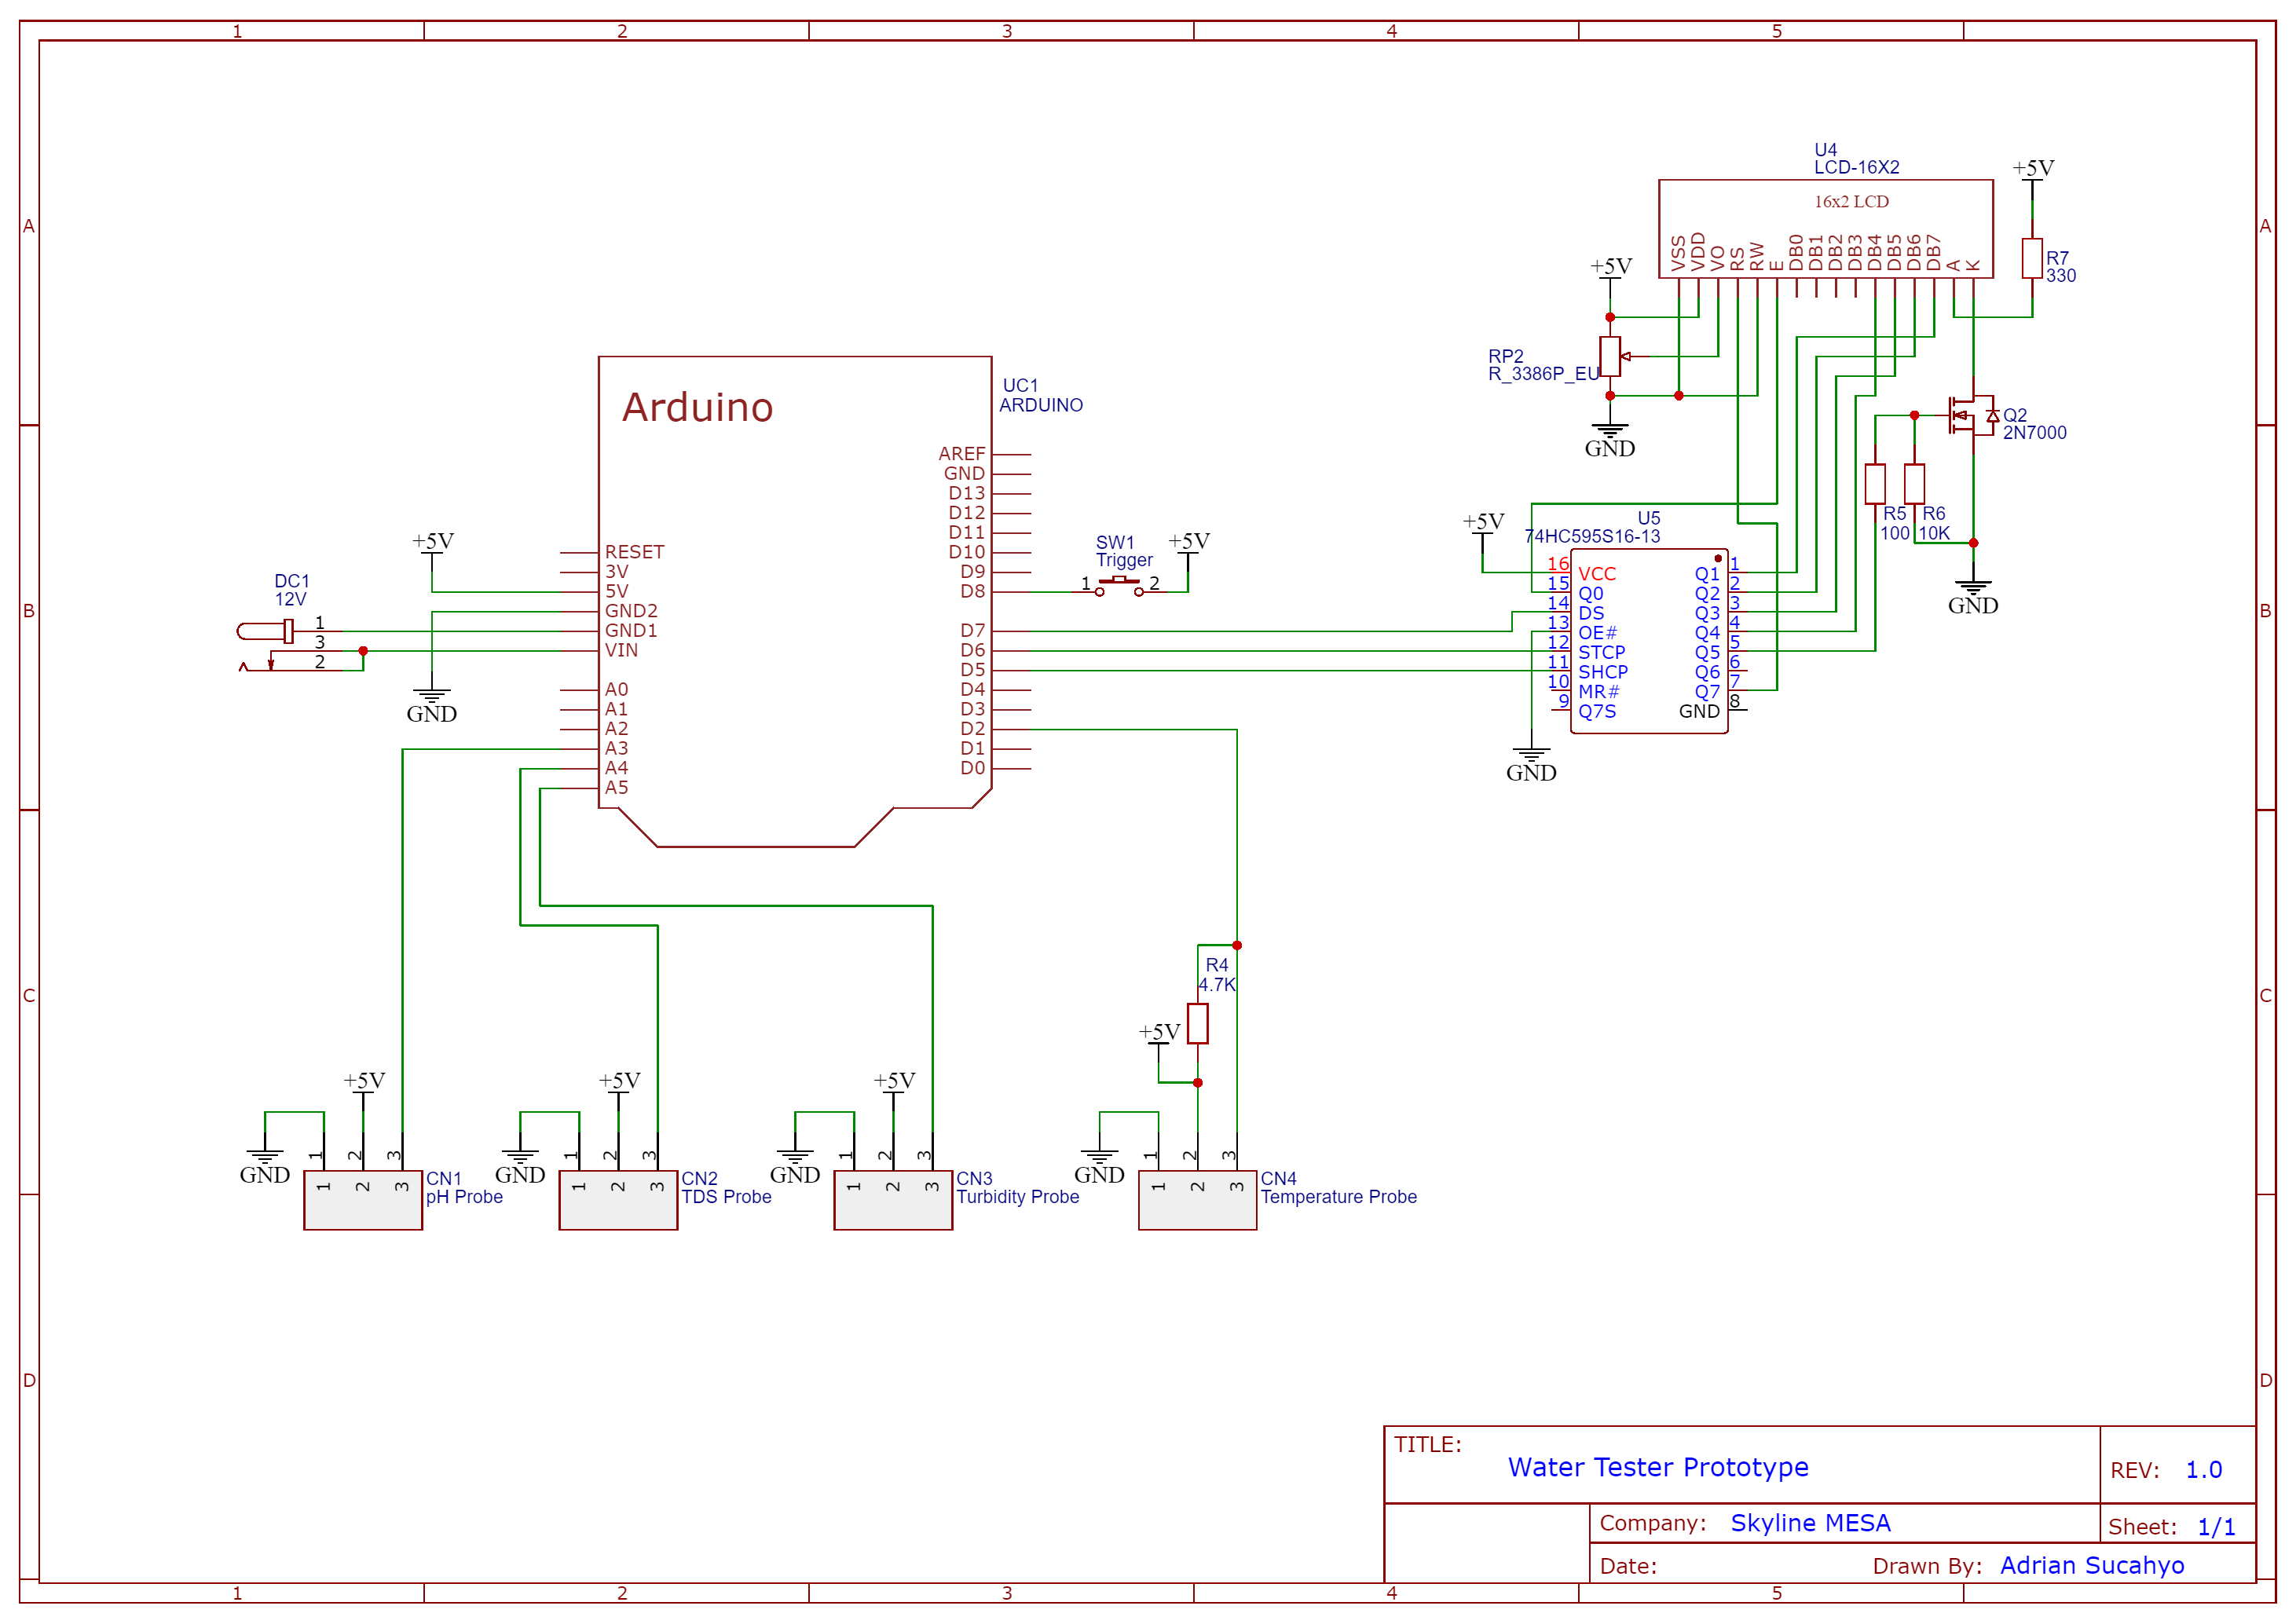 1 2 3 4 5
A A
B B
C C
D D
U4
LCD-16X2
16x2 LCD
VSS VDD VO RS RW E DB0 DB1 DB2 DB3 DB4 DB5 DB6 DB7 A K
+5V
R7
330
+5V
RP2
R_3386P_EU
GND
Q2
2N7000
R5
100
R6
10K
GND
Arduino
UC1
ARDUINO
AREF
GND
D13
D12
D11
D10
D9
D8
D7
D6
D5
D4
D3
D2
D1
D0
RESET
3V
5V
GND2
GND1
VIN
A0
A1
A2
A3
A4
A5
+5V
GND
DC1
12V
1
3
2
SW1
Trigger
1 2
+5V
+5V
U5
74HC595S16-13
16 VCC
15 Q0
14 DS
13 OE#
12 STCP
11 SHCP
10 MR#
9 Q7S
Q1 1
Q2 2
Q3 3
Q4 4
Q5 5
Q6 6
Q7 7
GND 8
GND
R4
4.7K
+5V
+5V
GND
1 2 3
1 2 3
CN1
pH Probe
+5V
GND
1 2 3
1 2 3
CN2
TDS Probe
+5V
GND
1 2 3
1 2 3
CN3
Turbidity Probe
GND
1 2 3
1 2 3
CN4
Temperature Probe
TITLE:
Water Tester Prototype
REV: 1.0
Company: Skyline MESA
Sheet: 1/1
Date:
Drawn By: Adrian Sucahyo
1 2 3 4 5